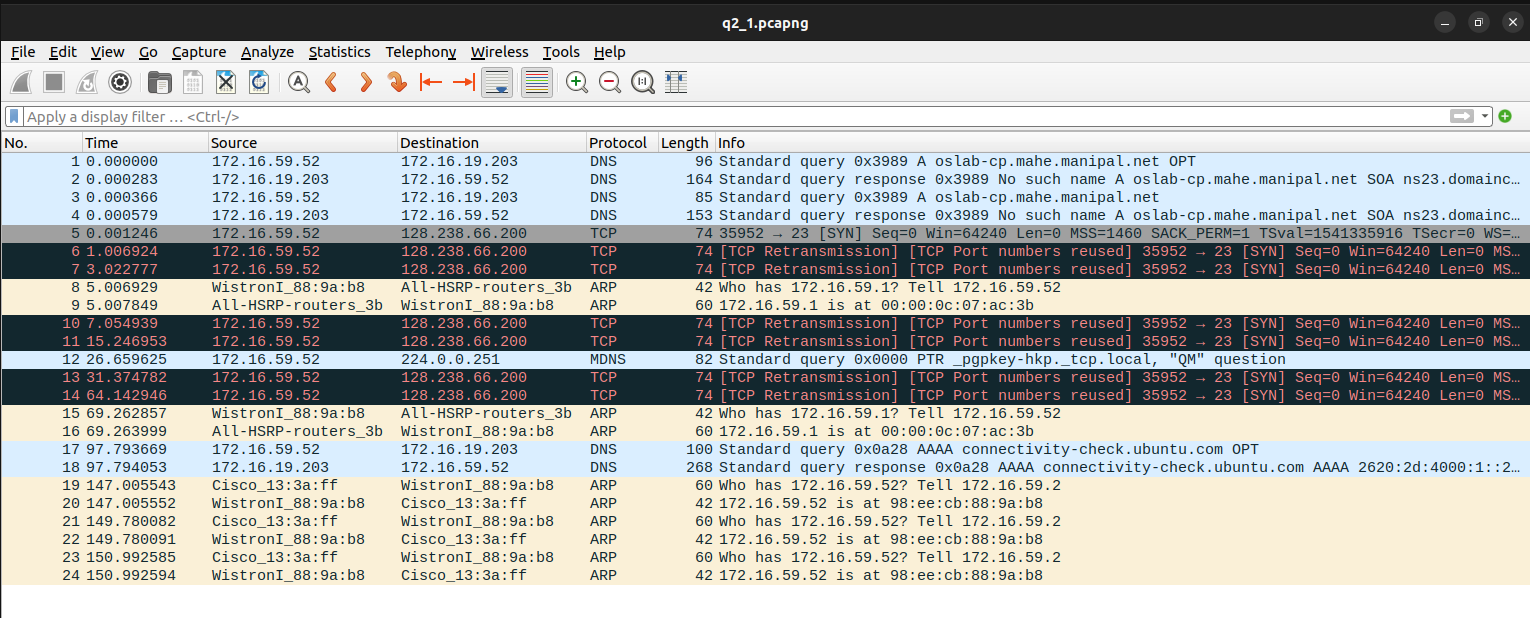 q2_1.pcapng
File Edit View Go Capture Analyze Statistics Telephony Wireless Tools Help
Apply a display filter … <Ctrl-/>
No. Time Source Destination Protocol Length Info
1 0.000000 172.16.59.52 172.16.19.203 DNS 96 Standard query 0x3989 A oslab-cp.mahe.manipal.net OPT
2 0.000283 172.16.19.203 172.16.59.52 DNS 164 Standard query response 0x3989 No such name A oslab-cp.mahe.manipal.net SOA ns23.domainc…
3 0.000366 172.16.59.52 172.16.19.203 DNS 85 Standard query 0x3989 A oslab-cp.mahe.manipal.net
4 0.000579 172.16.19.203 172.16.59.52 DNS 153 Standard query response 0x3989 No such name A oslab-cp.mahe.manipal.net SOA ns23.domainc…
5 0.001246 172.16.59.52 128.238.66.200 TCP 74 35952 → 23 [SYN] Seq=0 Win=64240 Len=0 MSS=1460 SACK_PERM=1 TSval=1541335916 TSecr=0 WS=…
6 1.006924 172.16.59.52 128.238.66.200 TCP 74 [TCP Retransmission] [TCP Port numbers reused] 35952 → 23 [SYN] Seq=0 Win=64240 Len=0 MS…
7 3.022777 172.16.59.52 128.238.66.200 TCP 74 [TCP Retransmission] [TCP Port numbers reused] 35952 → 23 [SYN] Seq=0 Win=64240 Len=0 MS…
8 5.006929 WistronI_88:9a:b8 All-HSRP-routers_3b ARP 42 Who has 172.16.59.1? Tell 172.16.59.52
9 5.007849 All-HSRP-routers_3b WistronI_88:9a:b8 ARP 60 172.16.59.1 is at 00:00:0c:07:ac:3b
10 7.054939 172.16.59.52 128.238.66.200 TCP 74 [TCP Retransmission] [TCP Port numbers reused] 35952 → 23 [SYN] Seq=0 Win=64240 Len=0 MS…
11 15.246953 172.16.59.52 128.238.66.200 TCP 74 [TCP Retransmission] [TCP Port numbers reused] 35952 → 23 [SYN] Seq=0 Win=64240 Len=0 MS…
12 26.659625 172.16.59.52 224.0.0.251 MDNS 82 Standard query 0x0000 PTR _pgpkey-hkp._tcp.local, "QM" question
13 31.374782 172.16.59.52 128.238.66.200 TCP 74 [TCP Retransmission] [TCP Port numbers reused] 35952 → 23 [SYN] Seq=0 Win=64240 Len=0 MS…
14 64.142946 172.16.59.52 128.238.66.200 TCP 74 [TCP Retransmission] [TCP Port numbers reused] 35952 → 23 [SYN] Seq=0 Win=64240 Len=0 MS…
15 69.262857 WistronI_88:9a:b8 All-HSRP-routers_3b ARP 42 Who has 172.16.59.1? Tell 172.16.59.52
16 69.263999 All-HSRP-routers_3b WistronI_88:9a:b8 ARP 60 172.16.59.1 is at 00:00:0c:07:ac:3b
17 97.793669 172.16.59.52 172.16.19.203 DNS 100 Standard query 0x0a28 AAAA connectivity-check.ubuntu.com OPT
18 97.794053 172.16.19.203 172.16.59.52 DNS 268 Standard query response 0x0a28 AAAA connectivity-check.ubuntu.com AAAA 2620:2d:4000:1::2…
19 147.005543 Cisco_13:3a:ff WistronI_88:9a:b8 ARP 60 Who has 172.16.59.52? Tell 172.16.59.2
20 147.005552 WistronI_88:9a:b8 Cisco_13:3a:ff ARP 42 172.16.59.52 is at 98:ee:cb:88:9a:b8
21 149.780082 Cisco_13:3a:ff WistronI_88:9a:b8 ARP 60 Who has 172.16.59.52? Tell 172.16.59.2
22 149.780091 WistronI_88:9a:b8 Cisco_13:3a:ff ARP 42 172.16.59.52 is at 98:ee:cb:88:9a:b8
23 150.992585 Cisco_13:3a:ff WistronI_88:9a:b8 ARP 60 Who has 172.16.59.52? Tell 172.16.59.2
24 150.992594 WistronI_88:9a:b8 Cisco_13:3a:ff ARP 42 172.16.59.52 is at 98:ee:cb:88:9a:b8